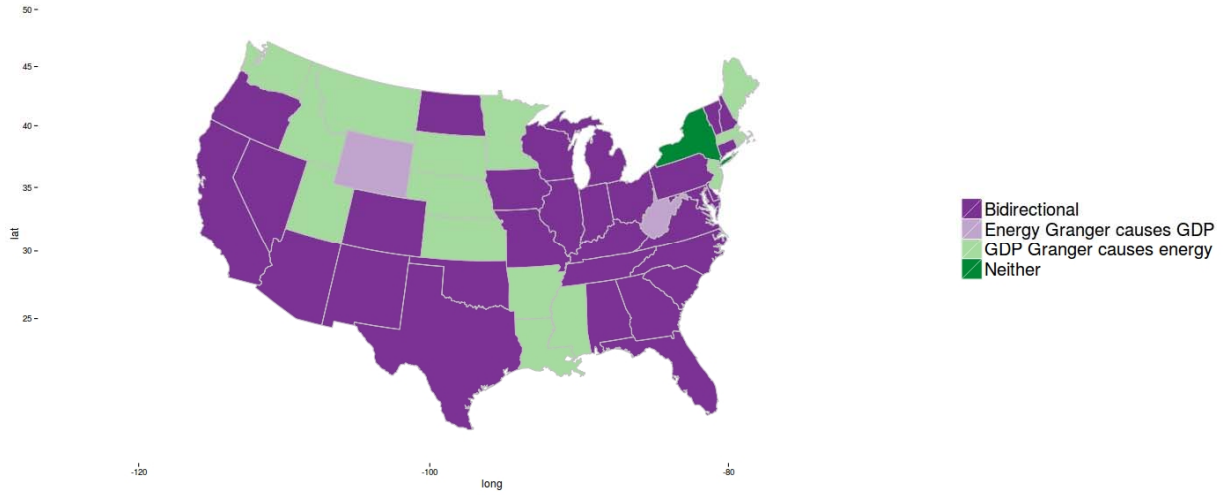 50
45
40
35
30
25
lat
-120
-100
-80
long
Bidirectional
Energy Granger causes GDP
GDP Granger causes energy
Neither